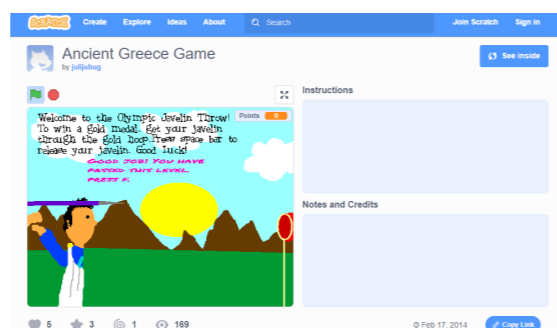 SCRATCH Create Explore Ideas About Search Join Scratch Sign in
Ancient Greece Game
by julijubug
See inside
Instructions
Welcome to the Olympic Javelin Throw! Points 0
To win a gold medal, get your javelin
through the gold hoop.Press space bar to
release your javelin. Good Luck!
GOOD JOB! YOU HAVE
PASSED THIS LEVEL.
PRESS F.
Notes and Credits
5 3 1 169 © Feb 17, 2014 Copy Link